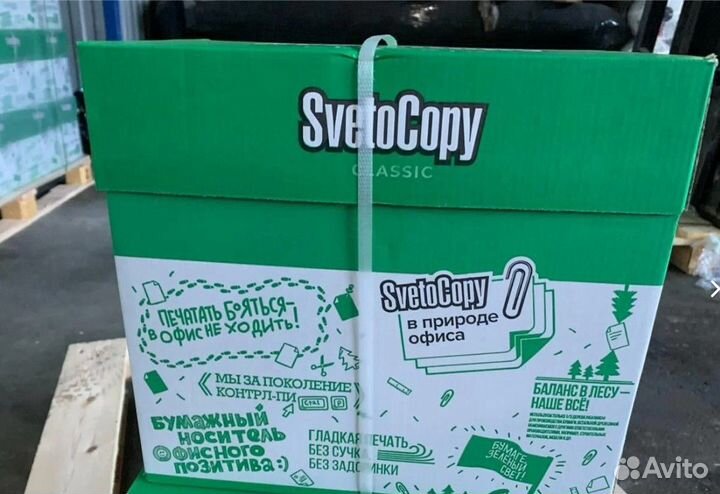 SvetoCopy
CLASSIC
SvetoCopy
в природе
офиса
ПЕЧАТАТЬ БОЯТЬСЯ-
В ОФИС НЕ ХОДИТЬ!
МЫ ЗА ПОКОЛЕНИЕ
КОНТРЛ-ПИ Ctrl P
БУМАЖНЫЙ
НОСИТЕЛЬ
ОФИСНОГО
ПОЗИТИВА:)
ГЛАДКАЯ ПЕЧАТЬ
БЕЗ СУЧКА,
БЕЗ ЗАДОРИНКИ
БАЛАНС В ЛЕСУ —
НАШЕ ВСЁ!
БУМАГЕ
ЗЕЛЁНЫЙ
СВЕТ!
Avito